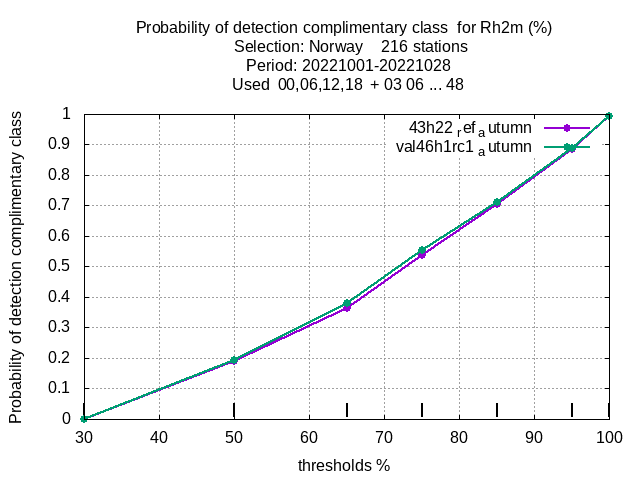 Probability of detection complimentary class  for Rh2m (%)
Selection: Norway    216 stations
Period: 20221001-20221028
Used  00,06,12,18  + 03 06 ... 48
Probability of detection complimentary class
1
0.9
0.8
0.7
0.6
0.5
0.4
0.3
0.2
0.1
0
43h22 ref a utumn
val46h1rc1 a utumn
30 40 50 60 70 80 90 100
thresholds %